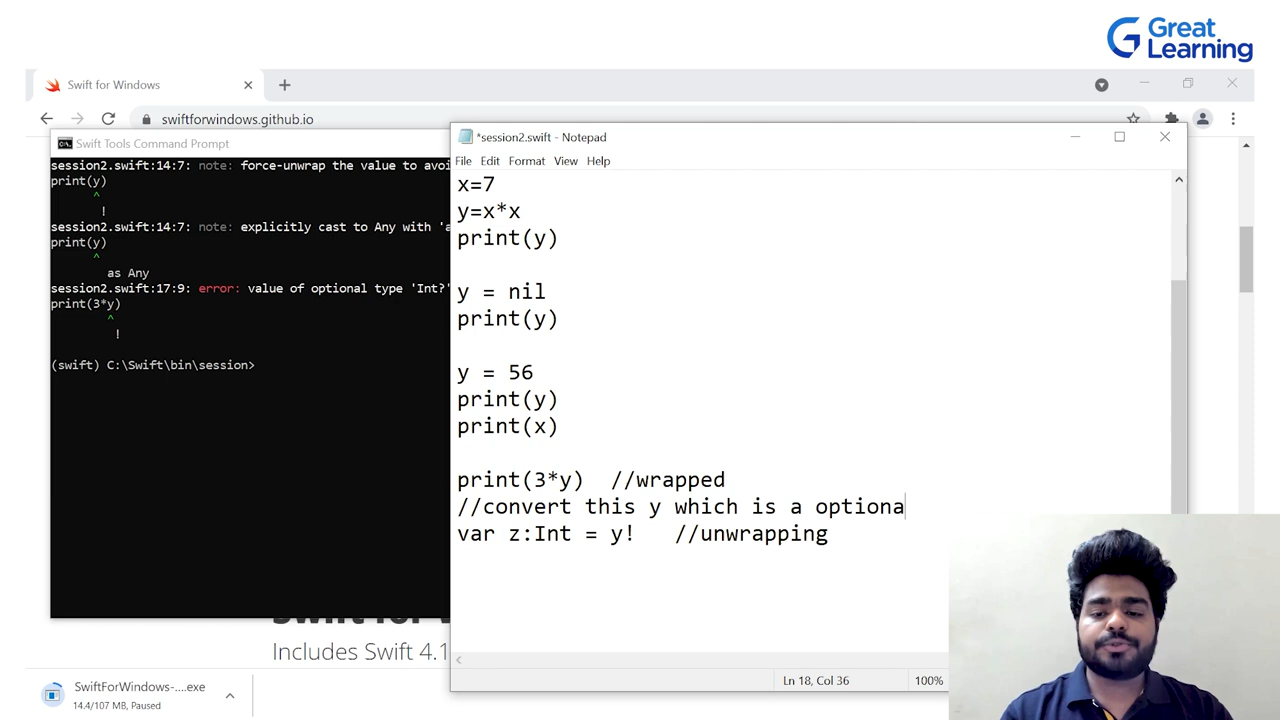 Great
Learning
Swift for Windows
swiftforwindows.github.io
Swift Tools Command Prompt
session2.swift:14:7: note: force-unwrap the value to avoi
print(y)
^
!
session2.swift:14:7: note: explicitly cast to Any with 'a
print(y)
^
as Any
session2.swift:17:9: error: value of optional type 'Int?'
print(3*y)
^
!
(swift) C:\Swift\bin\session>
*session2.swift - Notepad
File Edit Format View Help
x=7
y=x*x
print(y)
y = nil
print(y)
y = 56
print(y)
print(x)
print(3*y)  //wrapped
//convert this y which is a optiona
var z:Int = y!   //unwrapping
Ln 18, Col 36
100%
Includes Swift 4.1
SwiftForWindows-....exe
14.4/107 MB, Paused